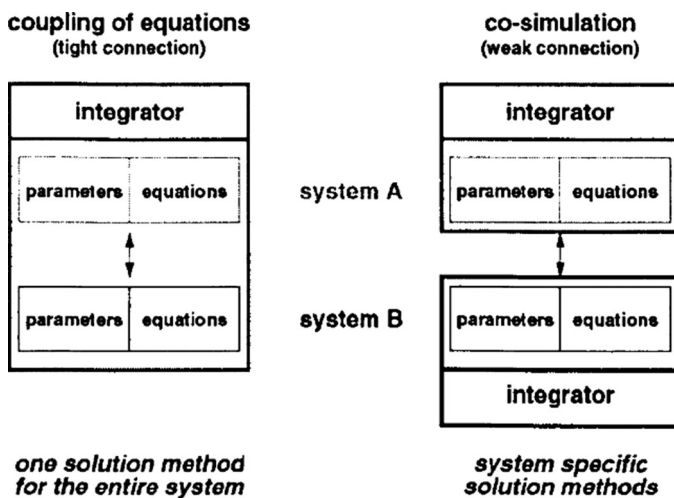 coupling of equations
(tight connection)
co-simulation
(weak connection)
integrator
integrator
parameters equations
system A
parameters equations
parameters equations
system B
parameters equations
integrator
one solution method
for the entire system
system specific
solution methods